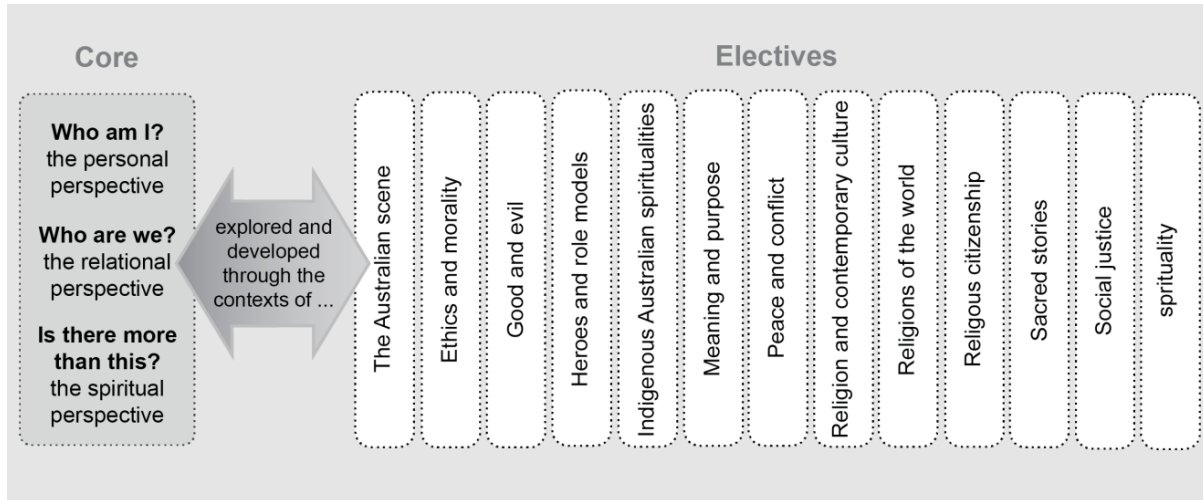 Core
Electives
Who am I?
the personal
perspective
Who are we?
the relational
perspective
Is there more
than this?
the spiritual
perspective
explored and
developed
through the
contexts of ...
The Australian scene
Ethics and morality
Good and evil
Heroes and role models
Indigenous Australian spiritualities
Meaning and purpose
Peace and conflict
Religion and contemporary culture
Religions of the world
Religous citizenship
Sacred stories
Social justice
sprituality